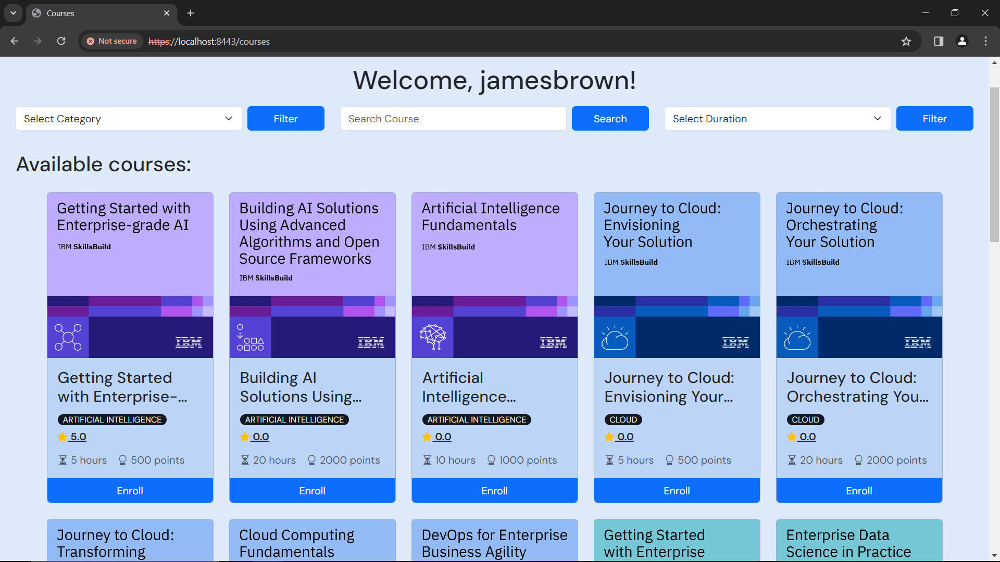 Courses
Not secure
https://localhost:8443/courses
Welcome, jamesbrown!
Select Category
Filter
Search Course
Search
Select Duration
Filter
Available courses:
Getting Started with
Enterprise-grade AI
IBM SkillsBuild
IBM
Getting Started
with Enterprise-...
ARTIFICIAL INTELLIGENCE
5.0
5 hours 500 points
Enroll
Building AI Solutions
Using Advanced
Algorithms and Open
Source Frameworks
IBM SkillsBuild
IBM
Building AI
Solutions Using...
ARTIFICIAL INTELLIGENCE
0.0
20 hours 2000 points
Enroll
Artificial Intelligence
Fundamentals
IBM SkillsBuild
IBM
Artificial
Intelligence...
ARTIFICIAL INTELLIGENCE
0.0
10 hours 1000 points
Enroll
Journey to Cloud:
Envisioning
Your Solution
IBM SkillsBuild
IBM
Journey to Cloud:
Envisioning Your...
CLOUD
0.0
5 hours 500 points
Enroll
Journey to Cloud:
Orchestrating
Your Solution
IBM SkillsBuild
IBM
Journey to Cloud:
Orchestrating You...
CLOUD
0.0
20 hours 2000 points
Enroll
Journey to Cloud:
Transforming
Cloud Computing
Fundamentals
DevOps for Enterprise
Business Agility
Getting Started
with Enterprise
Enterprise Data
Science in Practice